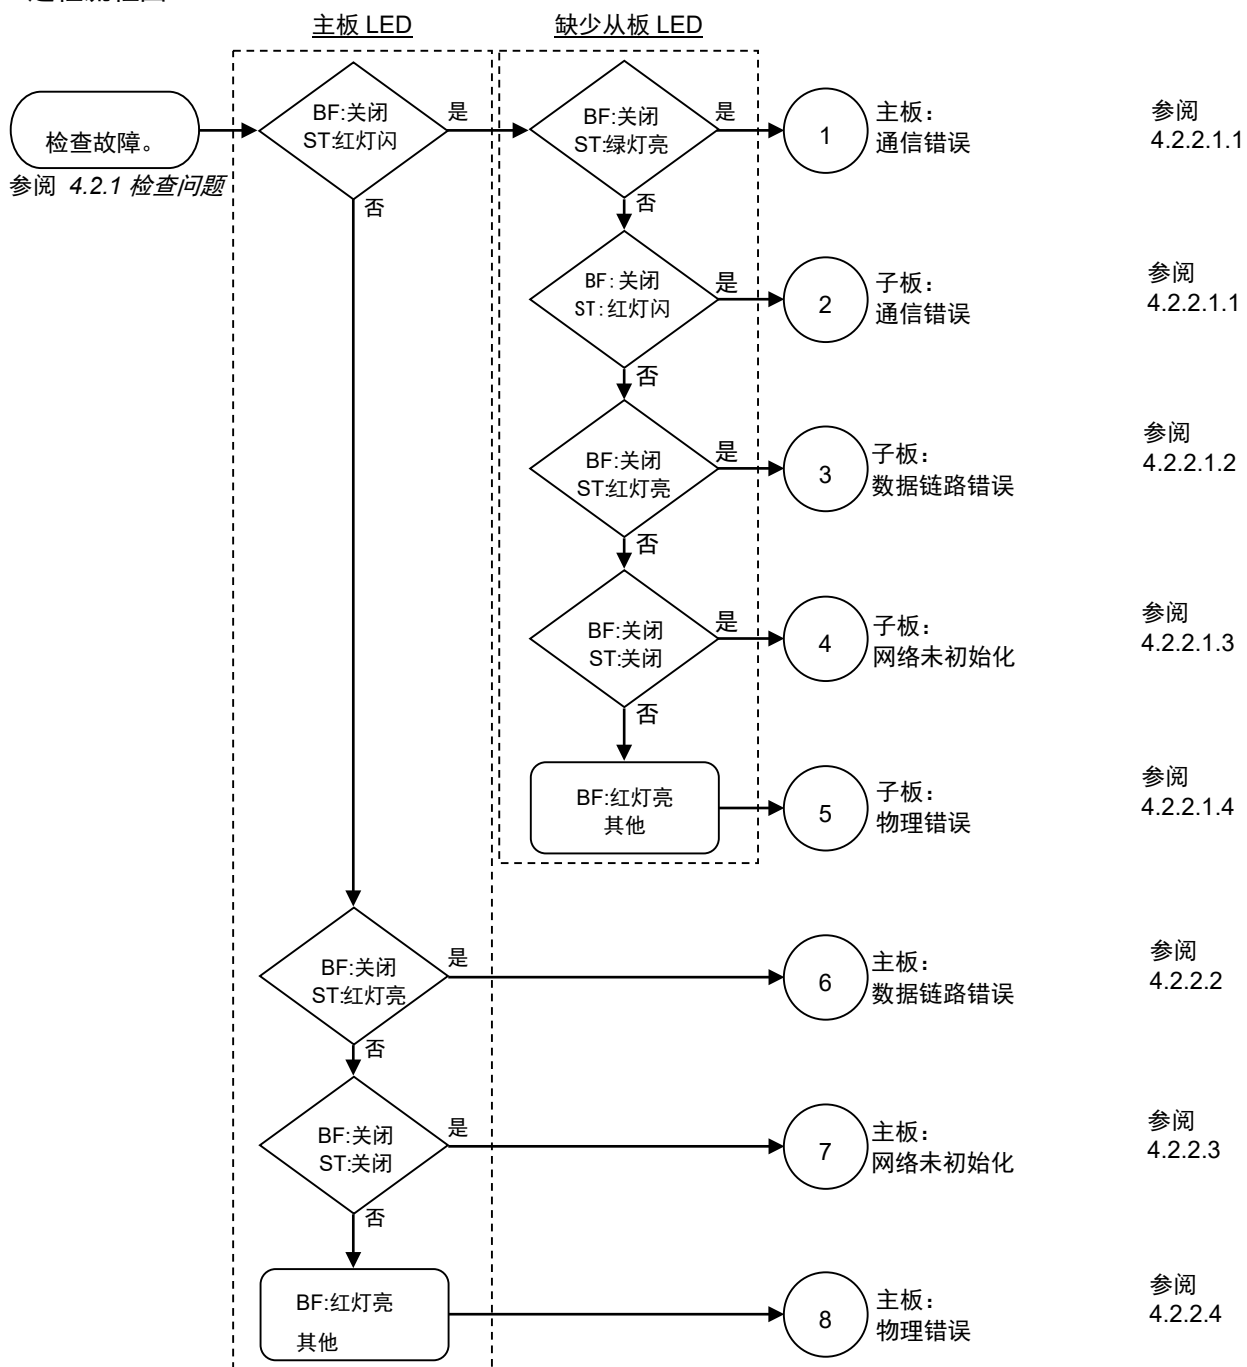 主板 LED
缺少从板 LED
检查故障。
参阅 4.2.1 检查问题
BF:关闭
ST:红灯闪
是
否
BF:关闭
ST:绿灯亮
是
否
1
主板：
通信错误
参阅
4.2.2.1.1
BF:关闭
ST:红灯闪
是
否
2
子板：
通信错误
参阅
4.2.2.1.1
BF:关闭
ST:红灯亮
是
否
3
子板：
数据链路错误
参阅
4.2.2.1.2
BF:关闭
ST:关闭
是
否
4
子板：
网络未初始化
参阅
4.2.2.1.3
BF:红灯亮
其他
5
子板：
物理错误
参阅
4.2.2.1.4
BF:关闭
ST:红灯亮
是
否
6
主板：
数据链路错误
参阅
4.2.2.2
BF:关闭
ST:关闭
是
否
7
主板：
网络未初始化
参阅
4.2.2.3
BF:红灯亮
其他
8
主板：
物理错误
参阅
4.2.2.4